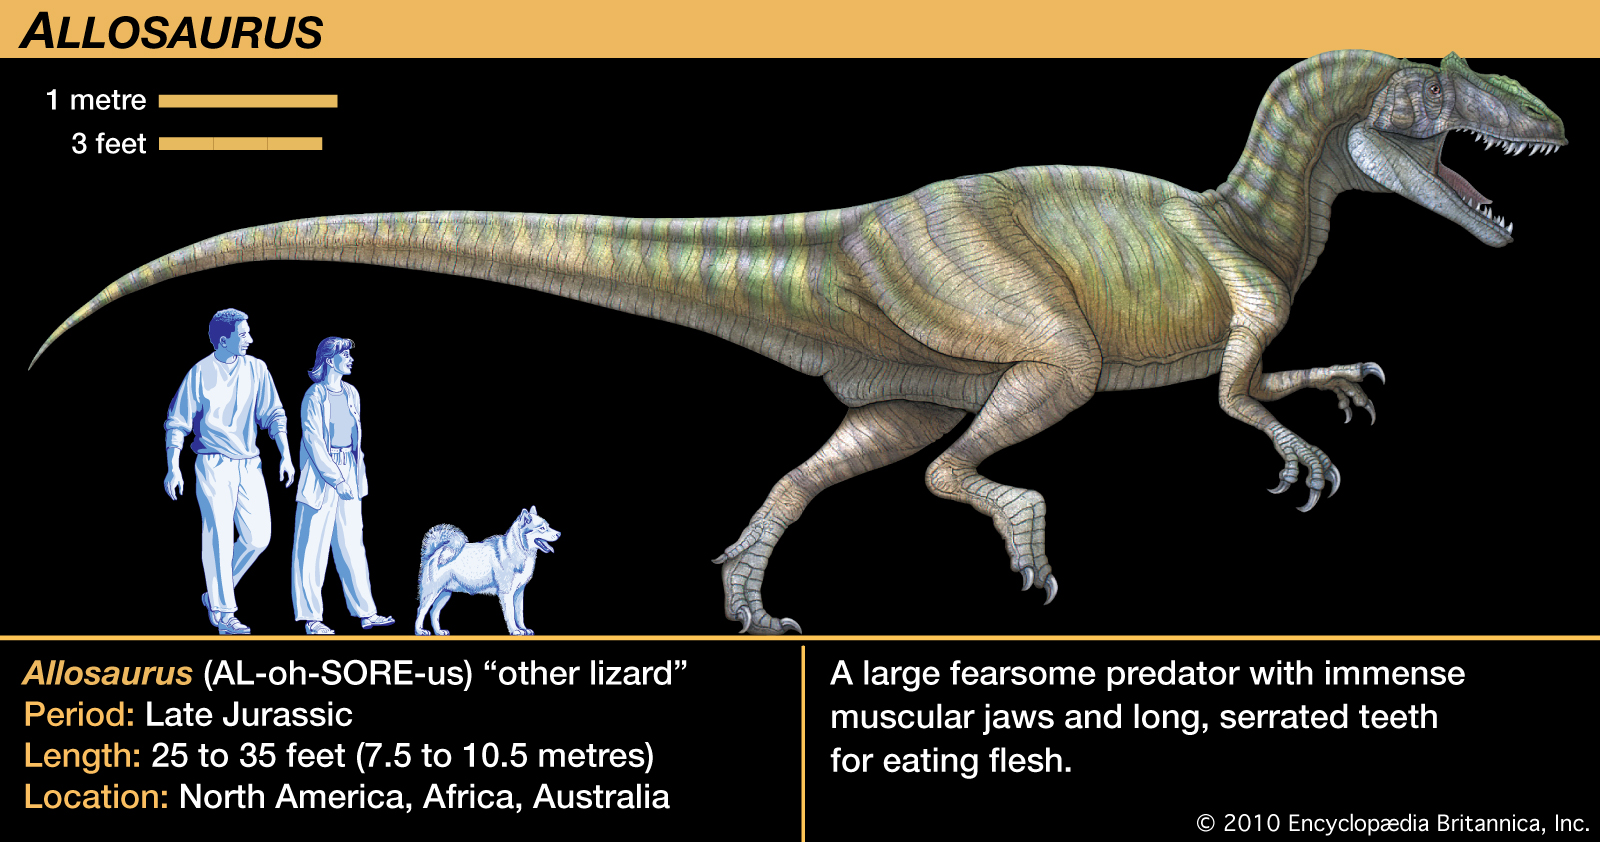 ALLOSAURUS
1 metre
3 feet
Allosaurus (AL-oh-SORE-us) “other lizard”
Period: Late Jurassic
Length: 25 to 35 feet (7.5 to 10.5 metres)
Location: North America, Africa, Australia
A large fearsome predator with immense
muscular jaws and long, serrated teeth
for eating flesh.
© 2010 Encyclopædia Britannica, Inc.